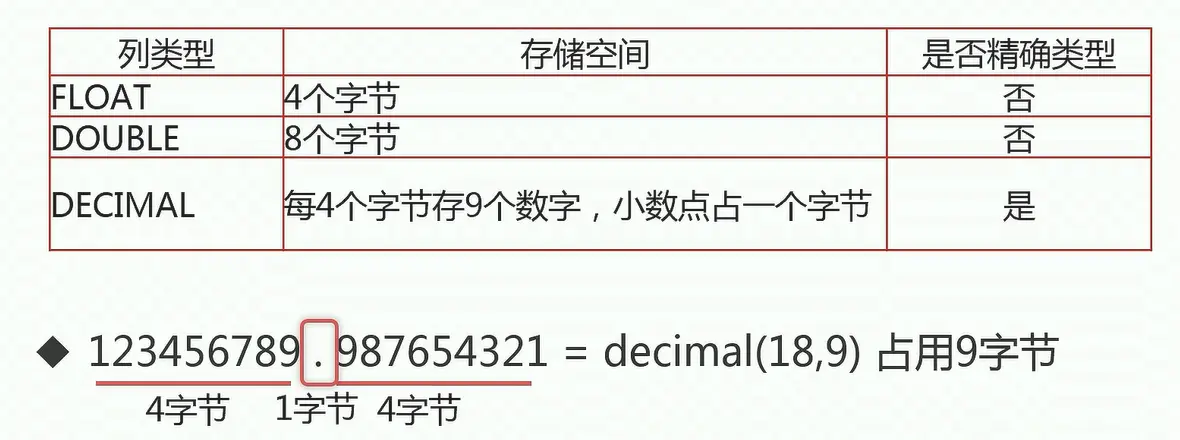 列类型 存储空间 是否精确类型
FLOAT 4个字节 否
DOUBLE 8个字节 否
DECIMAL 每4个字节存9个数字，小数点占一个字节 是
◆ 123456789.987654321 = decimal(18,9) 占用9字节
4字节 1字节 4字节